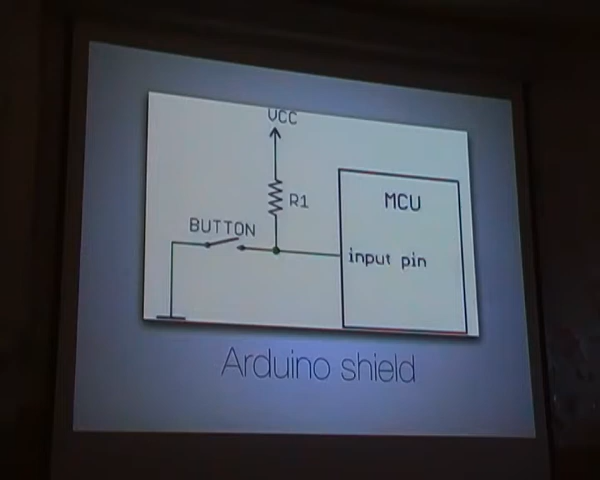 VCC
R1
MCU
BUTTON
input pin
Arduino shield